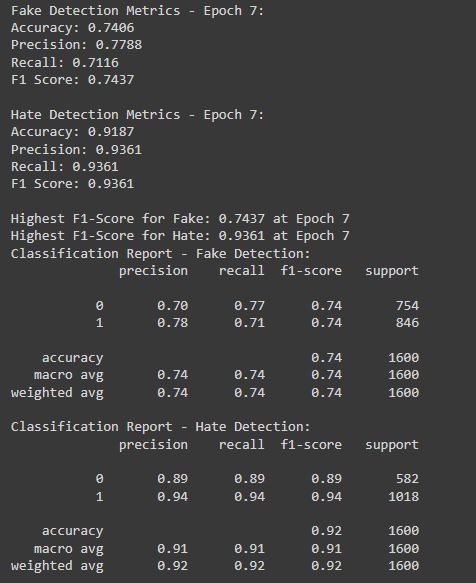 Fake Detection Metrics - Epoch 7:
Accuracy: 0.7406
Precision: 0.7788
Recall: 0.7116
F1 Score: 0.7437
Hate Detection Metrics - Epoch 7:
Accuracy: 0.9187
Precision: 0.9361
Recall: 0.9361
F1 Score: 0.9361
Highest F1-Score for Fake: 0.7437 at Epoch 7
Highest F1-Score for Hate: 0.9361 at Epoch 7
Classification Report - Fake Detection:
precision recall f1-score support
0 0.70 0.77 0.74 754
1 0.78 0.71 0.74 846
accuracy 0.74 1600
macro avg 0.74 0.74 0.74 1600
weighted avg 0.74 0.74 0.74 1600
Classification Report - Hate Detection:
precision recall f1-score support
0 0.89 0.89 0.89 582
1 0.94 0.94 0.94 1018
accuracy 0.92 1600
macro avg 0.91 0.91 0.91 1600
weighted avg 0.92 0.92 0.92 1600